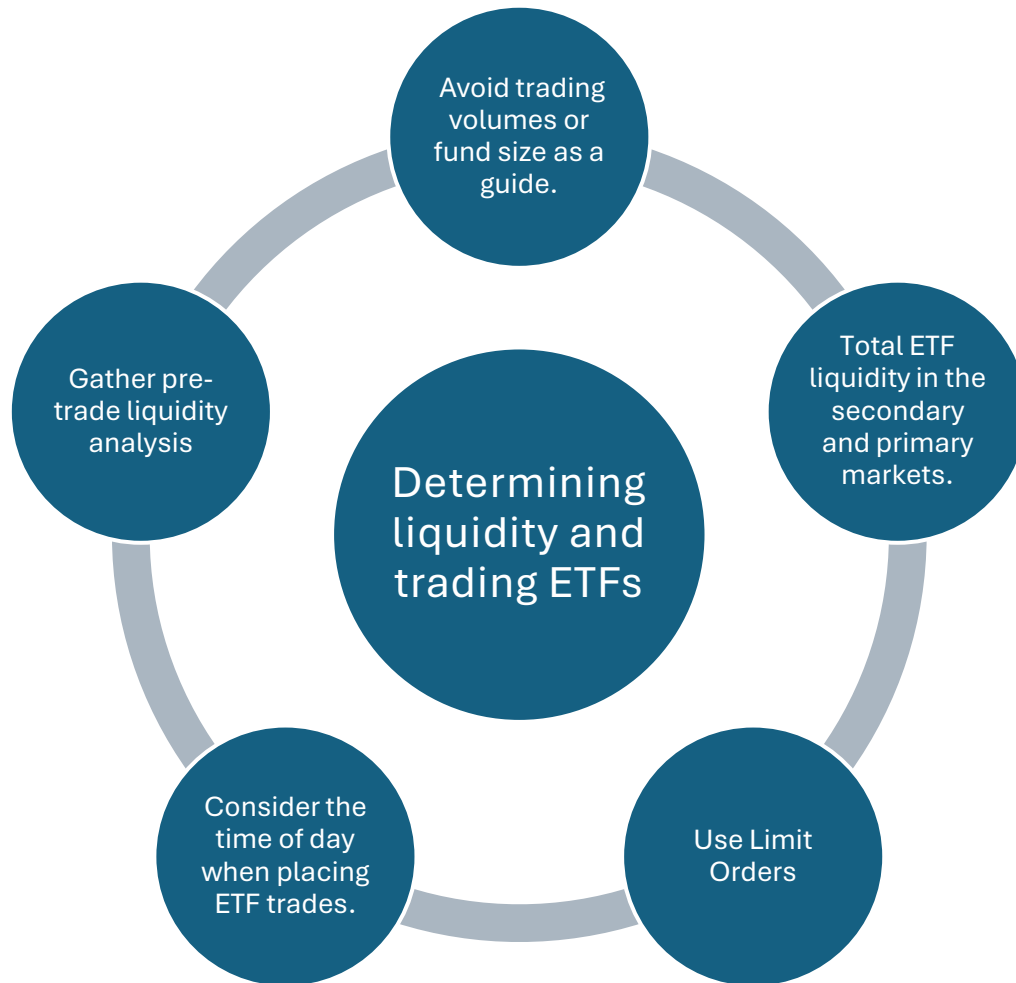 Avoid trading
volumes or
fund size as a
guide.
Total ETF
liquidity in the
secondary
and primary
markets.
Use Limit
Orders
Consider the
time of day
when placing
ETF trades.
Gather pre-
trade liquidity
analysis
Determining
liquidity and
trading ETFs